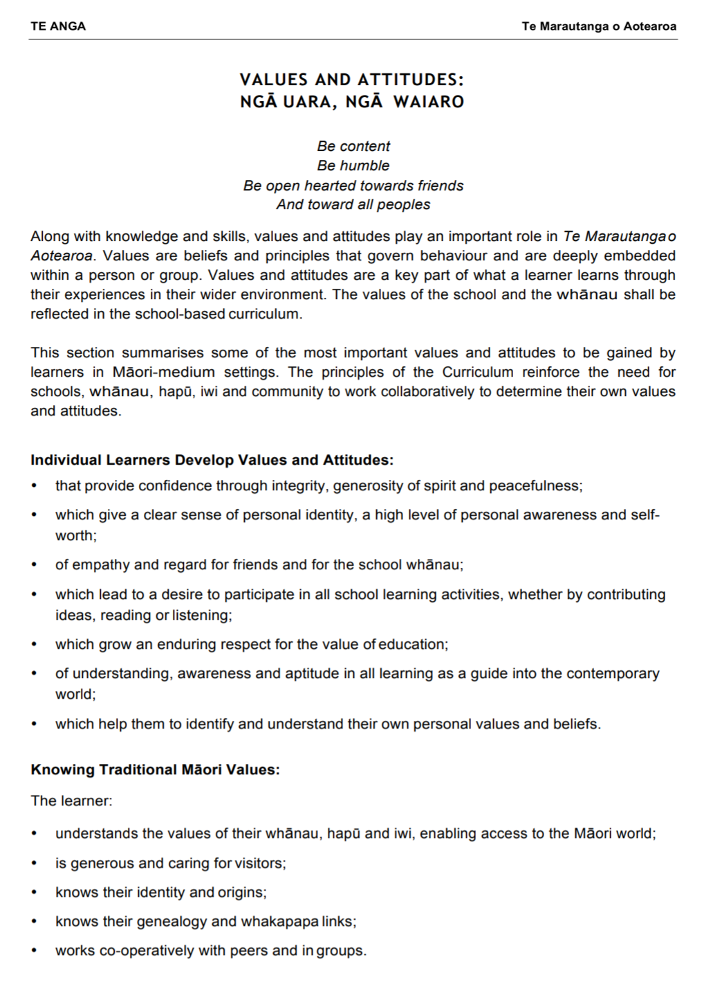 TE ANGA
Te Marautanga o Aotearoa
VALUES AND ATTITUDES:
NGĀ UARA, NGĀ WAIARO
Be content
Be humble
Be open hearted towards friends
And toward all peoples
Along with knowledge and skills, values and attitudes play an important role in Te Marautanga o
Aotearoa. Values are beliefs and principles that govern behaviour and are deeply embedded
within a person or group. Values and attitudes are a key part of what a learner learns through
their experiences in their wider environment. The values of the school and the whānau shall be
reflected in the school-based curriculum.
This section summarises some of the most important values and attitudes to be gained by
learners in Māori-medium settings. The principles of the Curriculum reinforce the need for
schools, whānau, hapū, iwi and community to work collaboratively to determine their own values
and attitudes.
Individual Learners Develop Values and Attitudes:
• that provide confidence through integrity, generosity of spirit and peacefulness;
• which give a clear sense of personal identity, a high level of personal awareness and self-
worth;
• of empathy and regard for friends and for the school whānau;
• which lead to a desire to participate in all school learning activities, whether by contributing
ideas, reading or listening;
• which grow an enduring respect for the value of education;
• of understanding, awareness and aptitude in all learning as a guide into the contemporary
world;
• which help them to identify and understand their own personal values and beliefs.
Knowing Traditional Māori Values:
The learner:
• understands the values of their whānau, hapū and iwi, enabling access to the Māori world;
• is generous and caring for visitors;
• knows their identity and origins;
• knows their genealogy and whakapapa links;
• works co-operatively with peers and in groups.